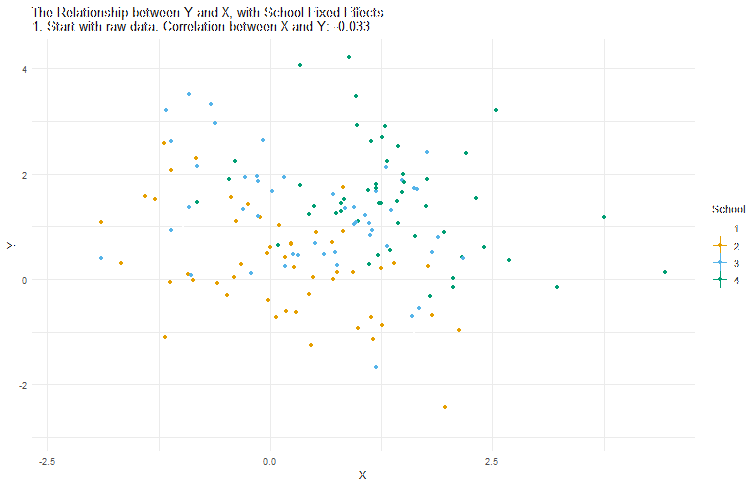 The Relationship between Y and X, with School Fixed Effects
1. Start with raw data. Correlation between X and Y: -0.033
4
2
0
-2
Y
-2.5
0.0
2.5
X
School
1
2
3
4